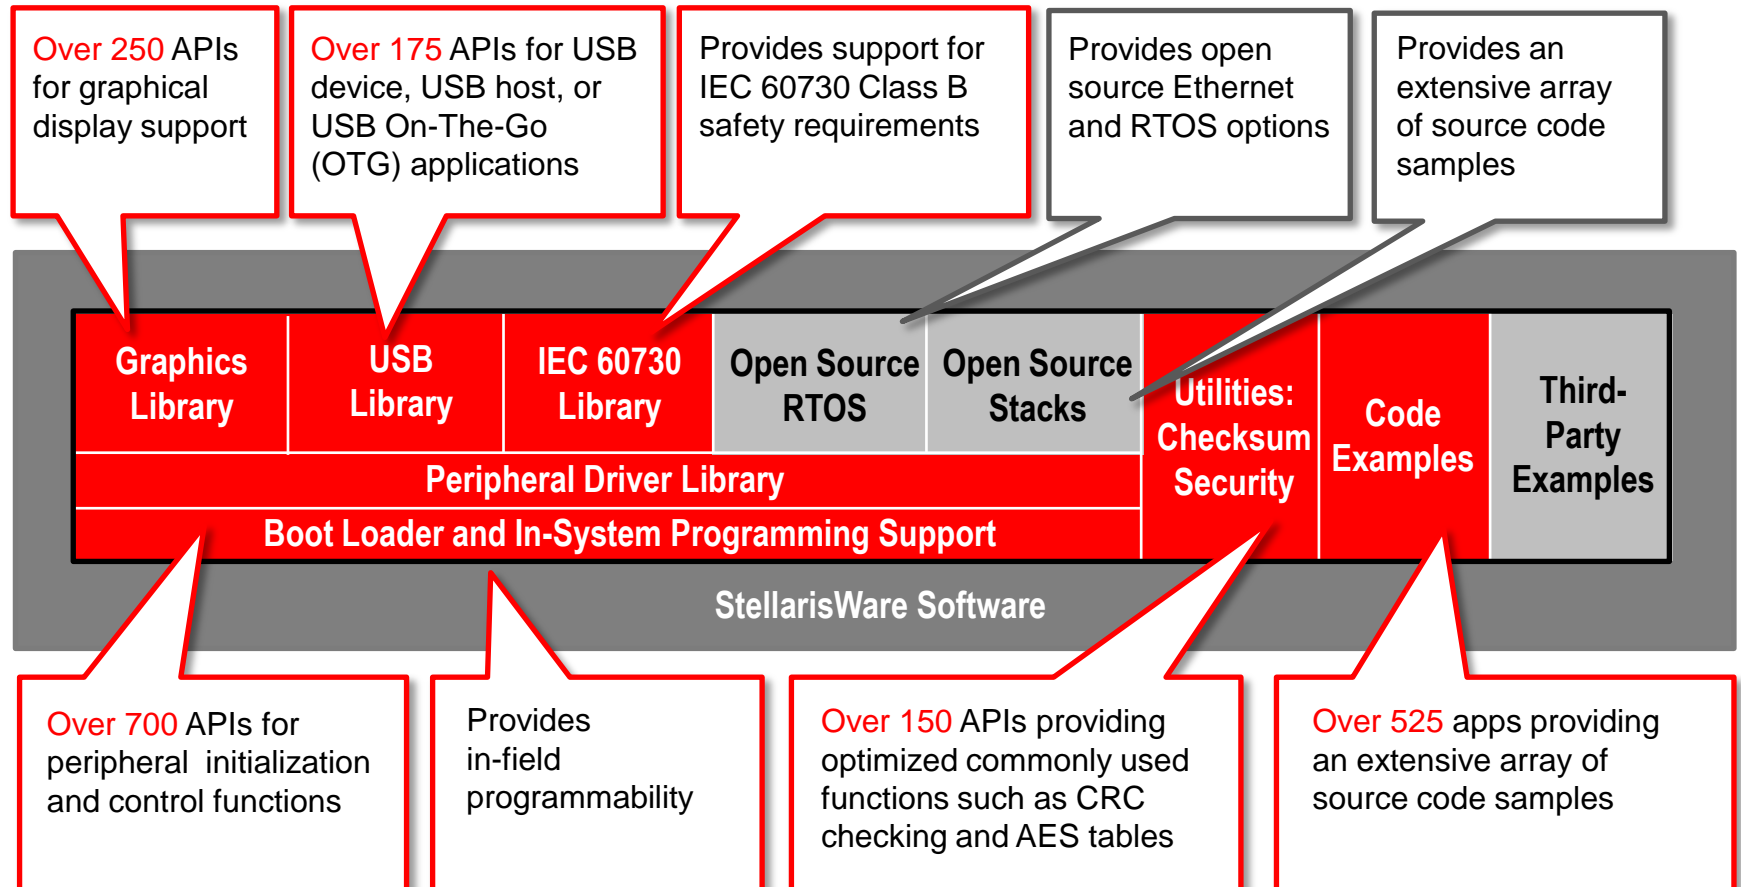 Over 250 APIs
for graphical
display support
Over 175 APIs for USB
device, USB host, or
USB On-The-Go
(OTG) applications
Provides support for
IEC 60730 Class B
safety requirements
Provides open
source Ethernet
and RTOS options
Provides an
extensive array
of source code
samples
Graphics
Library
USB
Library
IEC 60730
Library
Open Source
RTOS
Open Source
Stacks
Utilities:
Checksum
Security
Code
Examples
Third-
Party
Examples
Peripheral Driver Library
Boot Loader and In-System Programming Support
StellarisWare Software
Over 700 APIs for
peripheral initialization
and control functions
Provides
in-field
programmability
Over 150 APIs providing
optimized commonly used
functions such as CRC
checking and AES tables
Over 525 apps providing
an extensive array of
source code samples